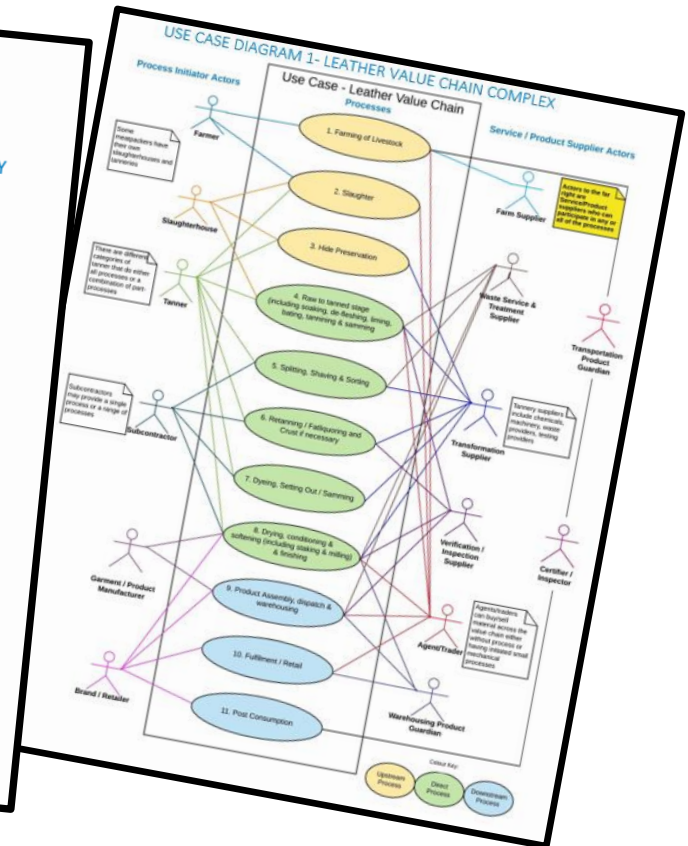 Y
USE CASE DIAGRAM 1- LEATHER VALUE CHAIN COMPLEX
Process Initiator Actors
Use Case - Leather Value Chain
Processes
Service / Product Supplier Actors
Farmer
Some
meatpackers have
their own
slaughterhouses and
tanneries
Slaughterhouse
There are different
categories of
tanner that do either
all processes or a
combination of part-
processes
Tanner
Subcontractors
may provide a single
process or a range of
processes
Subcontractor
Garment / Product
Manufacturer
Brand / Retailer
1. Farming of Livestock
2. Slaughter
3. Hide Preservation
4. Raw to tanned stage
(including soaking, de-fleshing, liming,
bating, tannining & samming
5. Splitting, Shaving & Sorting
6. Retanning / Fatliquoring and
Crust if necessary
7. Dyeing, Setting Out / Samming
8. Drying, conditioning &
softening (including staking & milling)
& finishing
9. Product Assembly, dispatch &
warehousing
10. Fulfilment / Retail
11. Post Consumption
Farm Supplier
Actors to the far
right are
Service/Product
suppliers who can
participate in any or
all of the processes
Waste Service &
Treatment
Supplier
Transportation
Product
Guardian
Transformation
Supplier
Tannery suppliers
include chemicals,
machinery, waste
providers, testing
providers
Verification /
Inspection
Supplier
Certifier /
Inspector
Agent/Trader
Agents/traders
can buy/sell
material across the
value chain either
without process or
having initiated small
mechanical
processes
Warehousing Product
Guardian
Colour Key:
Upstream
Process
Direct
Process
Downstream
Process